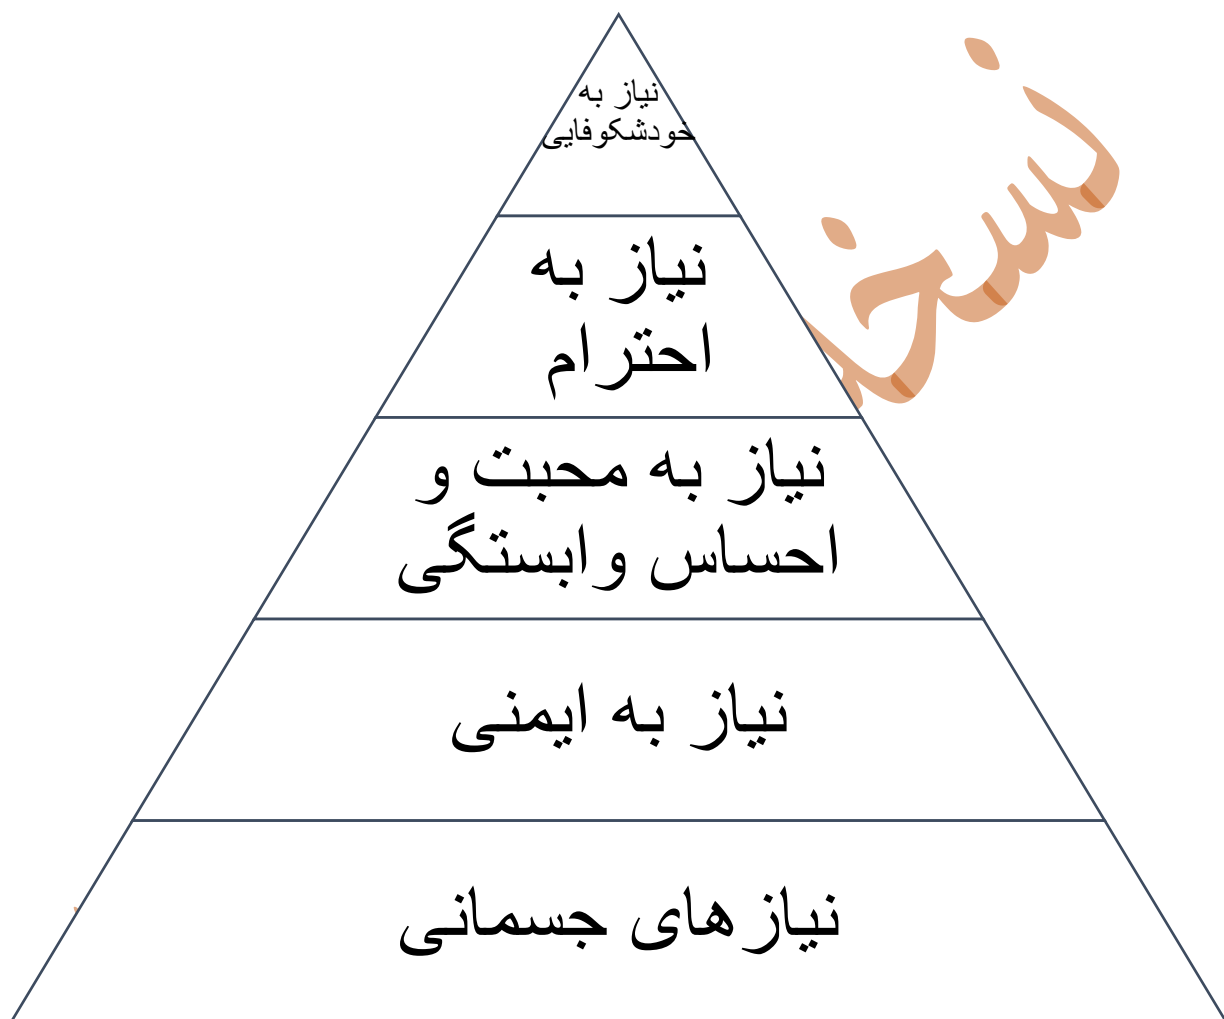 نیاز به
خودشکوفایی
نیاز به
احترام
نیاز به محبت و
احساس وابستگی
نیاز به ایمنی
نیازهای جسمانی